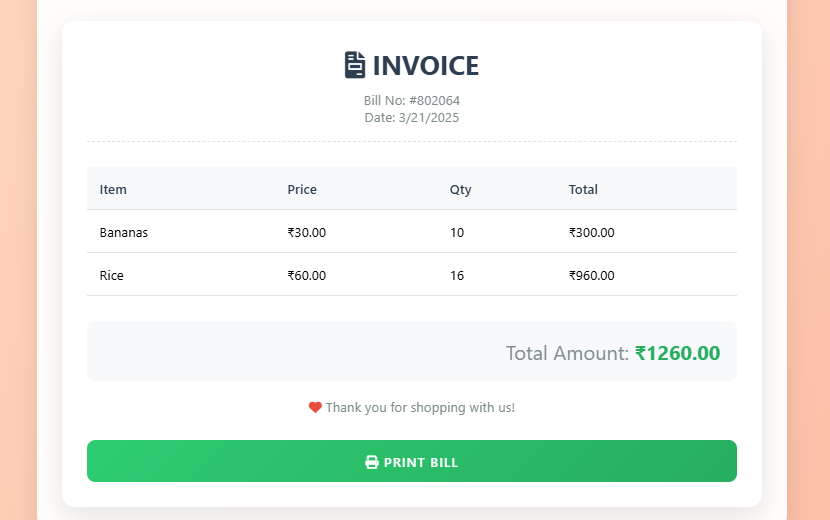 INVOICE
Bill No: #802064
Date: 3/21/2025
Item Price Qty Total
Bananas ₹30.00 10 ₹300.00
Rice ₹60.00 16 ₹960.00
Total Amount: ₹1260.00
Thank you for shopping with us!
PRINT BILL